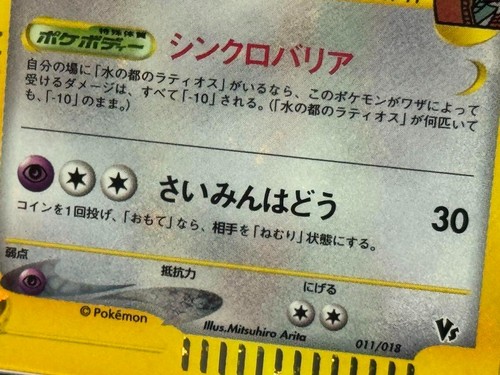 特殊体質
ポケボディー
シンクロバリア
自分の場に「水の都のラティオス」がいるなら、このポケモンがワザによって
受けるダメージは、すべて「-10」される。(「水の都のラティオス」が何匹いて
も、「-10」のまま。)
さいみんはどう 30
コインを1回投げ、「おもて」なら、相手を「ねむり」状態にする。
弱点 抵抗力 にげる
© Pokémon
Illus.Mitsuhiro Arita
011/018
VS